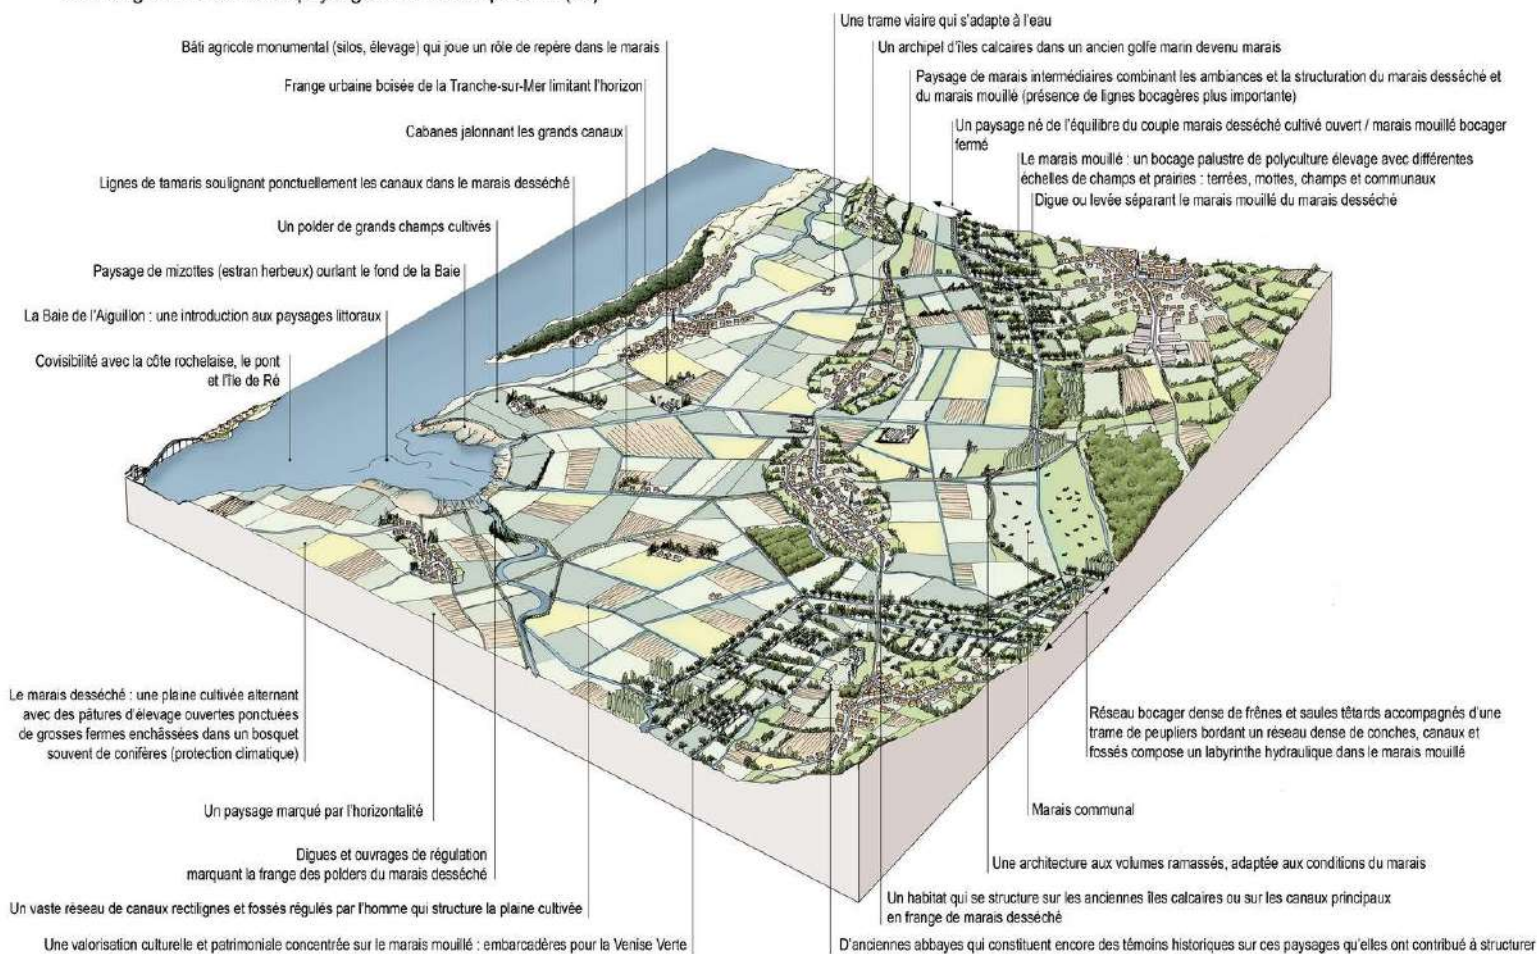 Une trame viaire qui s'adapte à l'eau
Bâti agricole monumental (silos, élevage) qui joue un rôle de repère dans le marais
Un archipel d'îles calcaires dans un ancien golfe marin devenu marais
Frange urbaine boisée de la Tranche-sur-Mer limitant l'horizon
Paysage de marais intermédiaires combinant les ambiances et la structuration du marais desséché et
du marais mouillé (présence de lignes bocagères plus importante)
Cabanes jalonnant les grands canaux
Un paysage né de l'équilibre du couple marais desséché cultivé ouvert / marais mouillé bocager
fermé
Le marais mouillé : un bocage palustre de polyculture élevage avec différentes
échelles de champs et prairies : terrées, mottes, champs et communaux
Lignes de tamaris soulignant ponctuellement les canaux dans le marais desséché
Digue ou levée séparant le marais mouillé du marais desséché
Un polder de grands champs cultivés
Paysage de mizottes (estran herbeux) ourlant le fond de la Baie
La Baie de l'Aiguillon : une introduction aux paysages littoraux
Covisibilité avec la côte rochelaise, le pont
et l'île de Ré
Le marais desséché : une plaine cultivée alternant
avec des pâtures d'élevage ouvertes ponctuées
de grosses fermes enchâssées dans un bosquet
souvent de conifères (protection climatique)
Réseau bocager dense de frênes et saules têtards accompagnés d'une
trame de peupliers bordant un réseau dense de conches, canaux et
fossés compose un labyrinthe hydraulique dans le marais mouillé
Un paysage marqué par l'horizontalité
Marais communal
Digues et ouvrages de régulation
marquant la frange des polders du marais desséché
Une architecture aux volumes ramassés, adaptée aux conditions du marais
Un vaste réseau de canaux rectilignes et fossés régulés par l'homme qui structure la plaine cultivée
Un habitat qui se structure sur les anciennes îles calcaires ou sur les canaux principaux
en frange de marais desséché
Une valorisation culturelle et patrimoniale concentrée sur le marais mouillé : embarcadères pour la Venise Verte
D'anciennes abbayes qui constituent encore des témoins historiques sur ces paysages qu'elles ont contribué à structurer